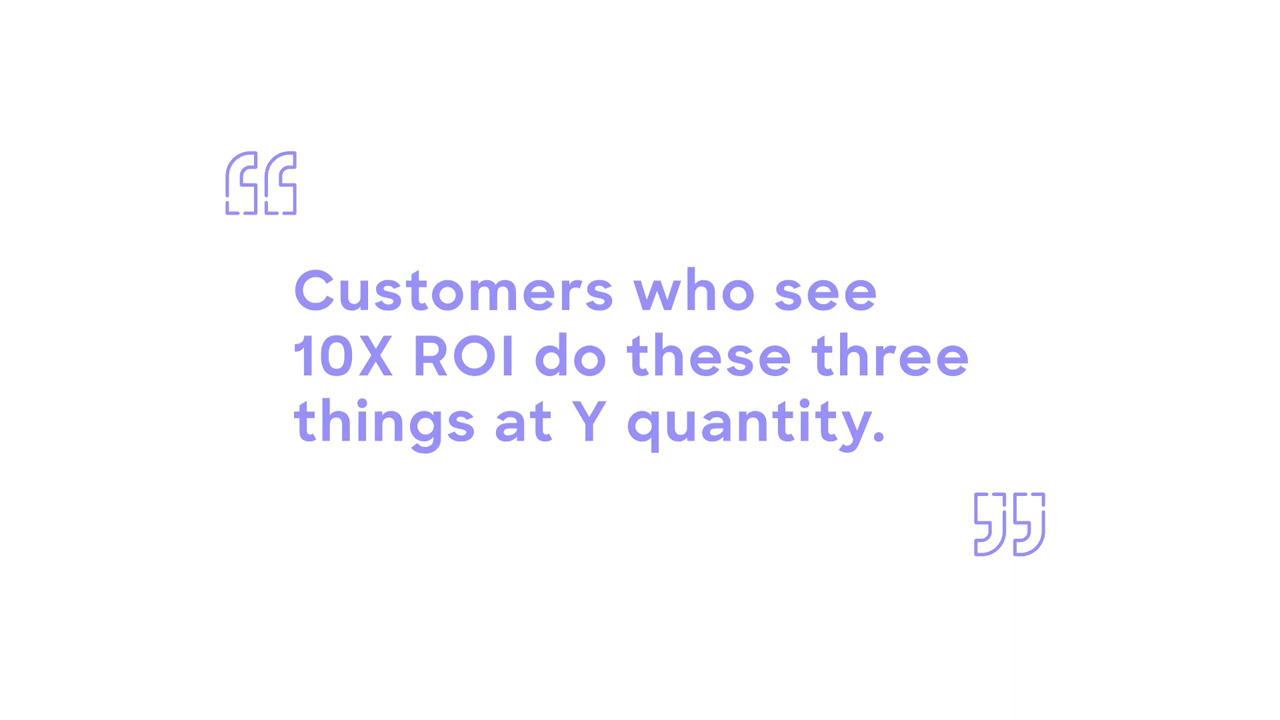 Customers who see
10X ROI do these three
things at Y quantity.